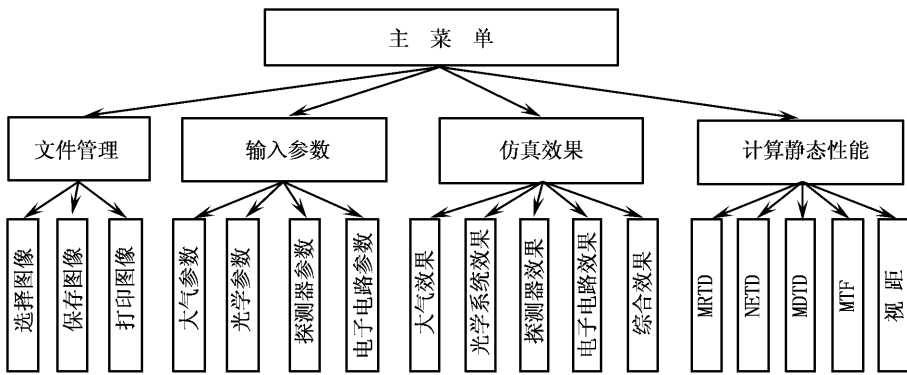 主 菜 单
文件管理
输入参数
仿真效果
计算静态性能
选择图像
保存图像
打印图像
大气参数
光学参数
探测器参数
电子电路参数
大气效果
光学系统效果
探测器效果
电子电路效果
综合效果
MRTD
NETD
MDTD
MTF
视 距